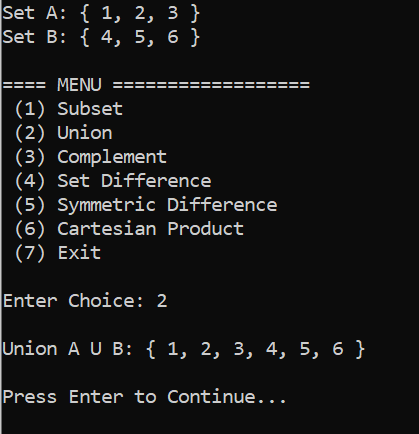 Set A: { 1, 2, 3 }
Set B: { 4, 5, 6 }
==== MENU ==================
(1) Subset
(2) Union
(3) Complement
(4) Set Difference
(5) Symmetric Difference
(6) Cartesian Product
(7) Exit
Enter Choice: 2
Union A U B: { 1, 2, 3, 4, 5, 6 }
Press Enter to Continue...